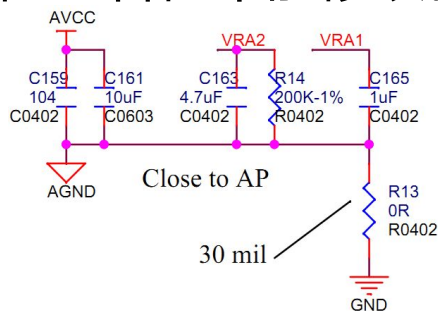 AVCC
VRA2
VRA1
C159
104
C0402
C161
10uF
C0603
C163
4.7uF
C0402
R14
200K-1%
R0402
C165
1uF
C0402
AGND
Close to AP
R13
0R
R0402
30 mil
GND